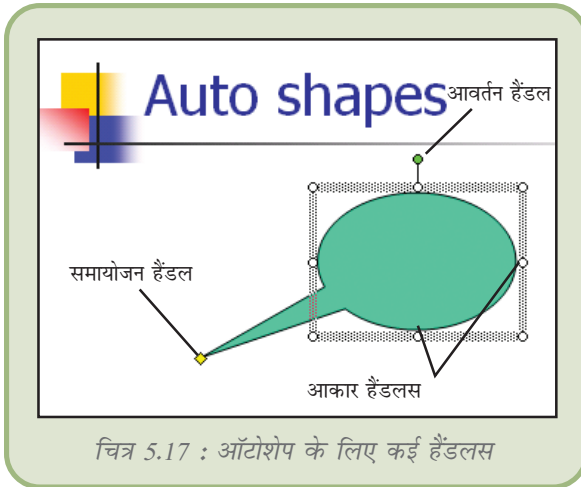 Auto shapes
आवर्तन हैंडल
समायोजन हैंडल
आकार हैंडलस
चित्र 5.17 : ऑटोशेप के लिए कई हैंडलस